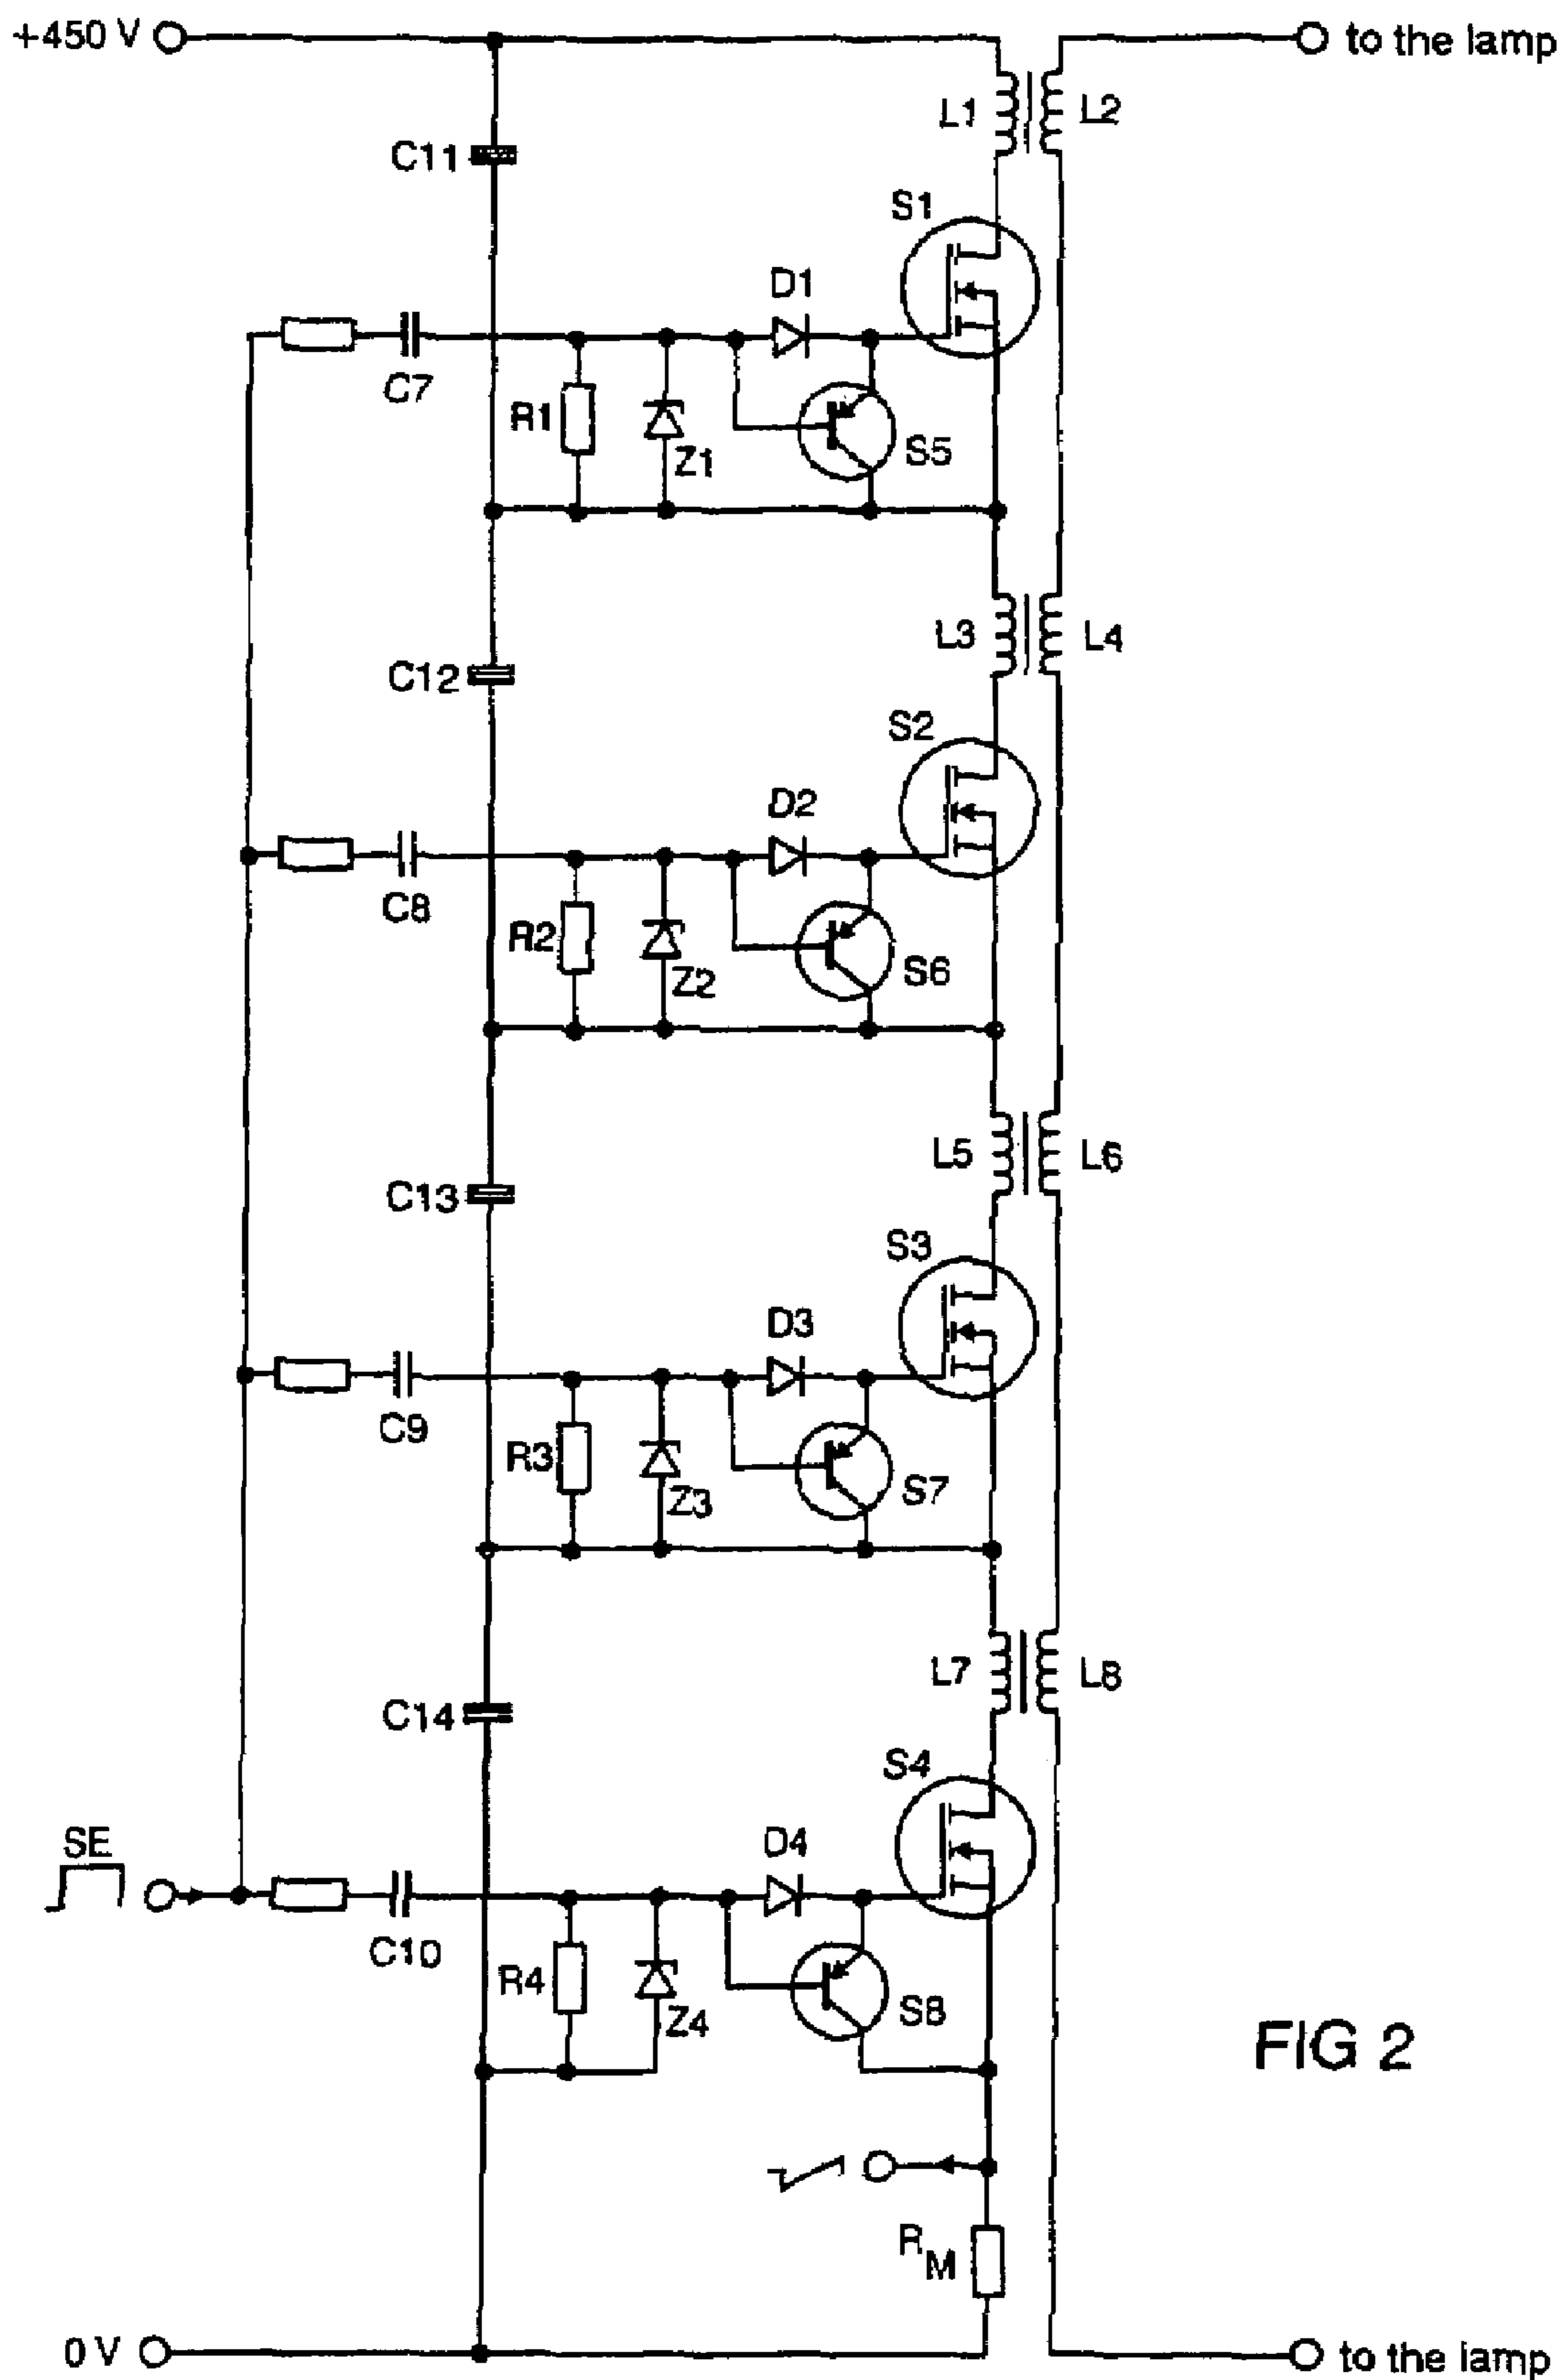 +450 V
to the lamp
L1
L2
C11
S1
D1
C7
R1
Z1
S5
L3
L4
C12
S2
D2
C8
R2
Z2
S6
L5
L6
C13
S3
D3
C9
R3
Z3
S7
L7
L8
C14
S4
SE
D4
C10
R4
Z4
S8
FIG 2
RM
0 V
to the lamp